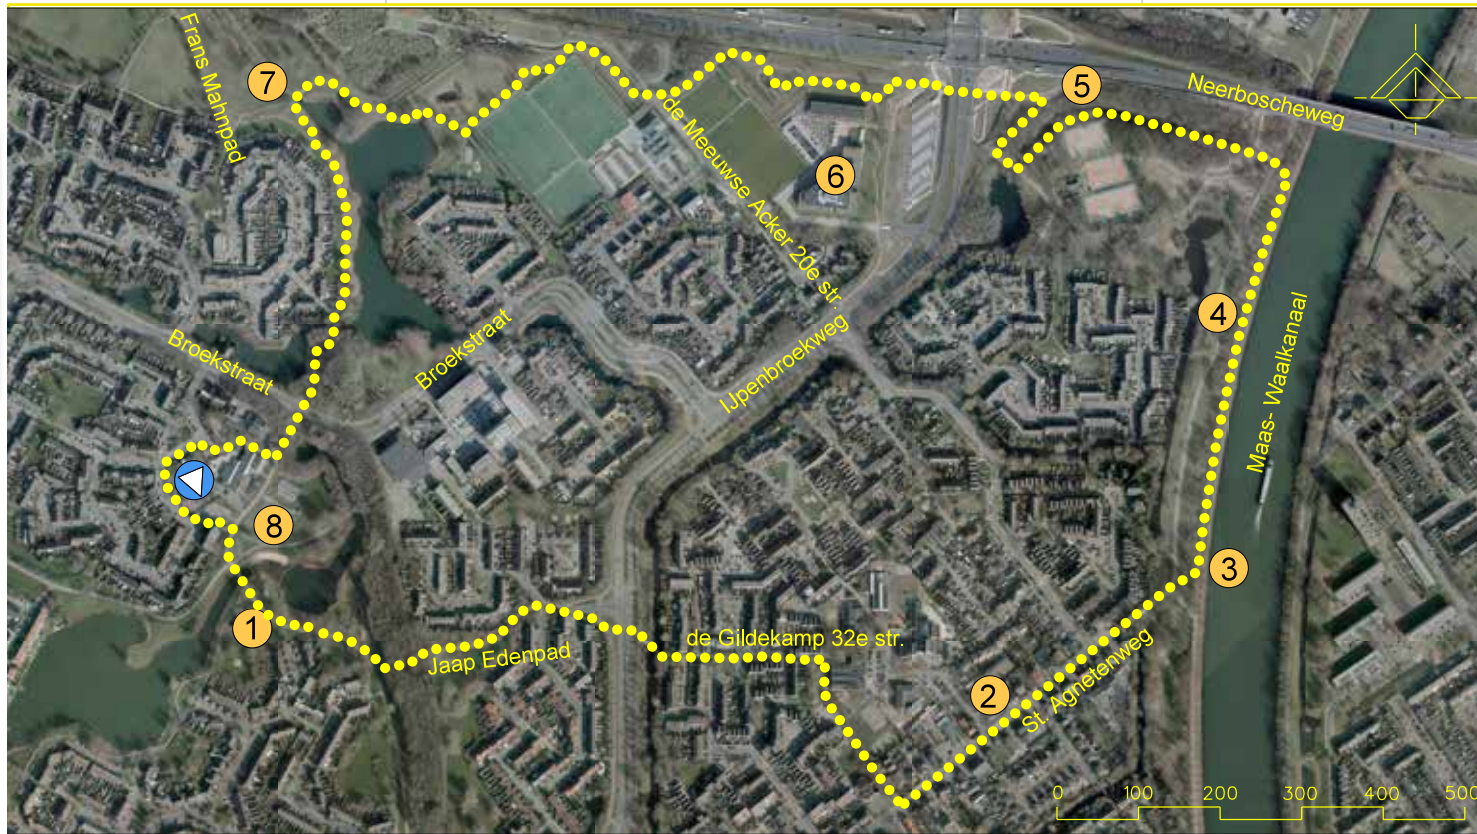 Frans Mahnpad
7
5
Neerboscheweg
de Meeuwse Acker 20e str.
6
4
Broekstraat
Broekstraat
IJpenbroekweg
Maas- Waalkanaal
8
3
1
de Gildekamp 32e str.
Jaap Edenpad
2
St. Agnetenweg
0 100 200 300 400 500